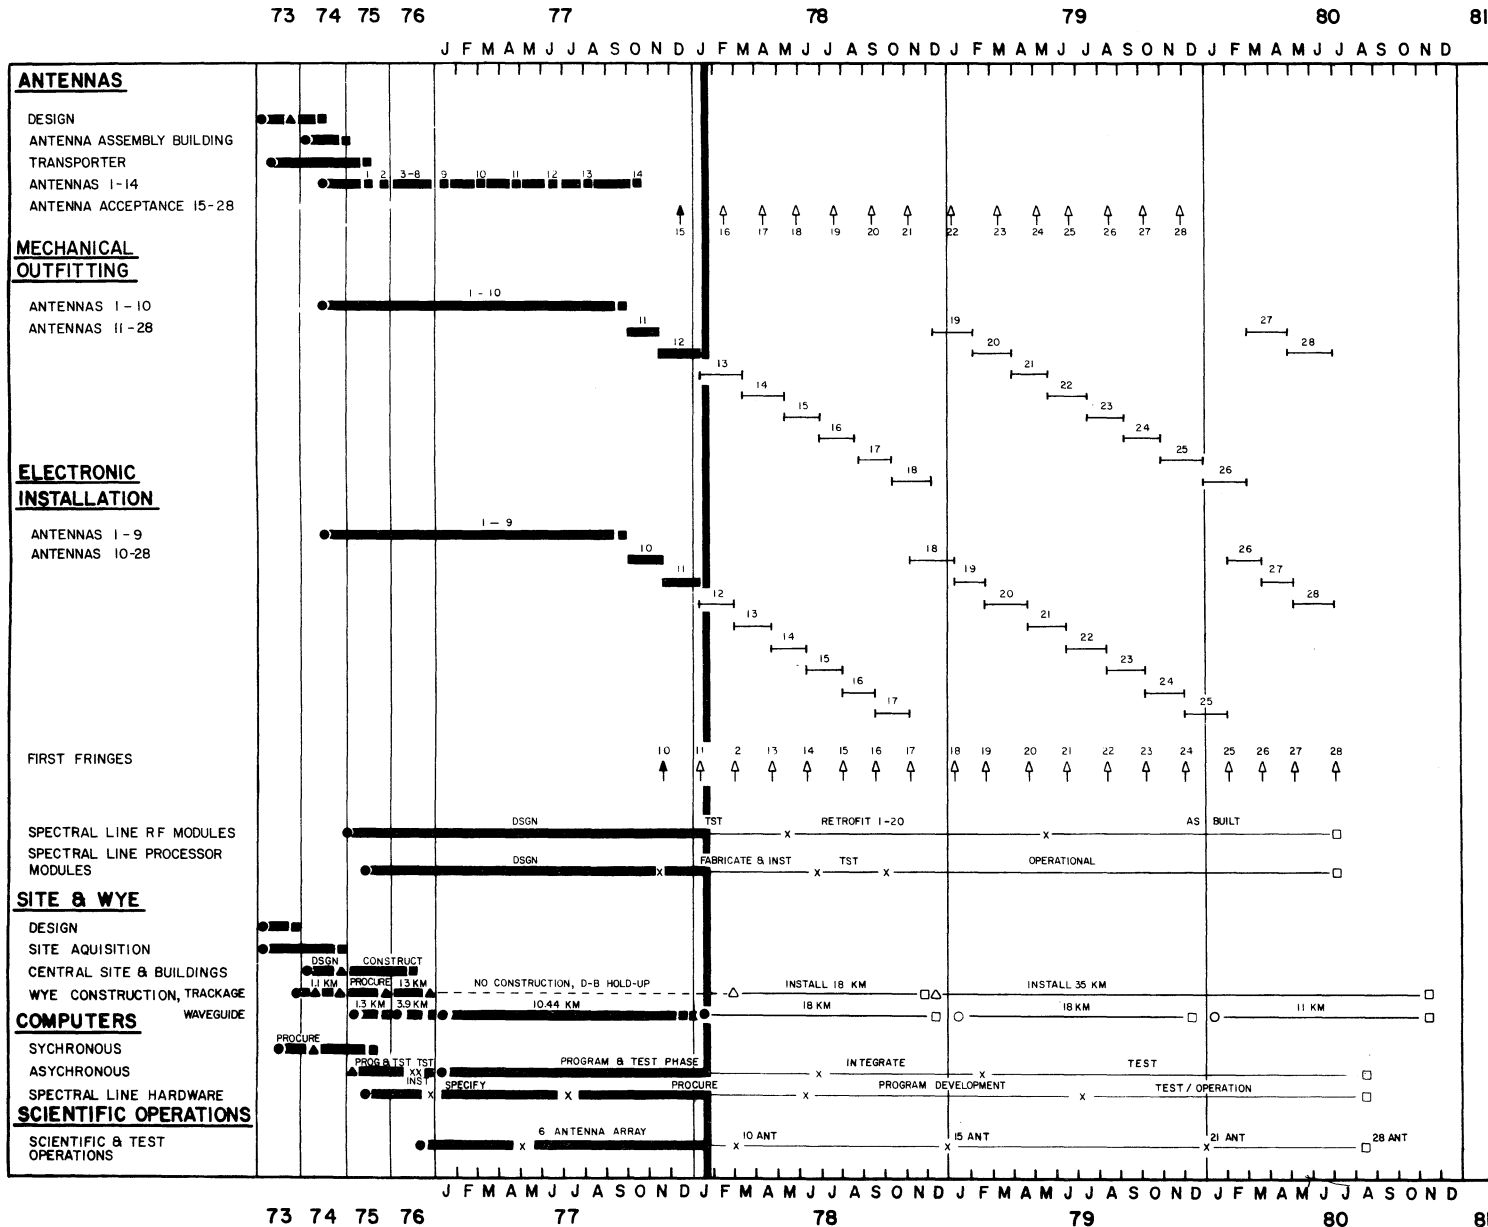 73 74 75 76 77 78 79 80 81
J F M A M J J A S O N D J F M A M J J A S O N D J F M A M J J A S O N D J F M A M J J A S O N D
ANTENNAS
DESIGN
ANTENNA ASSEMBLY BUILDING
TRANSPORTER
1 2 3-8 9 10 11 12 13 14
ANTENNAS 1-14
ANTENNA ACCEPTANCE 15-28
15 16 17 18 19 20 21 22 23 24 25 26 27 28
MECHANICAL
OUTFITTING
1 - 10
ANTENNAS 1 - 10
11 19 27
ANTENNAS 11-28
12 20 28
13 21
14 22
15 23
16 24
17 25
18 26
ELECTRONIC
INSTALLATION
1 — 9
ANTENNAS 1 - 9
10 18 26
ANTENNAS 10-28
11 19 27
12 20 28
13 21
14 22
15 23
16 24
17 25
10 11 2 13 14 15 16 17 18 19 20 21 22 23 24 25 26 27 28
FIRST FRINGES
DSGN TST RETROFIT 1-20 AS BUILT
SPECTRAL LINE RF MODULES
x x
SPECTRAL LINE PROCESSOR
DSGN FABRICATE & INST TST OPERATIONAL
MODULES
x x x
SITE & WYE
DESIGN
SITE AQUISITION
DSGN CONSTRUCT
CENTRAL SITE & BUILDINGS
1.1 KM PROCURE 13 KM NO CONSTRUCTION, D-B HOLD-UP INSTALL 18 KM INSTALL 35 KM
WYE CONSTRUCTION, TRACKAGE
1.3 KM 3.9 KM 10.44 KM 18 KM 18 KM 11 KM
WAVEGUIDE
COMPUTERS
PROCURE
SYCHRONOUS
PROG & TST TST PROGRAM & TEST PHASE INTEGRATE TEST
ASYCHRONOUS
xx x x
INST SPECIFY PROCURE PROGRAM DEVELOPMENT TEST / OPERATION
SPECTRAL LINE HARDWARE
x x x x
SCIENTIFIC OPERATIONS
6 ANTENNA ARRAY 10 ANT 15 ANT 21 ANT 28 ANT
SCIENTIFIC & TEST
OPERATIONS
x x x x
J F M A M J J A S O N D J F M A M J J A S O N D J F M A M J J A S O N D J F M A M J J A S O N D
73 74 75 76 77 78 79 80